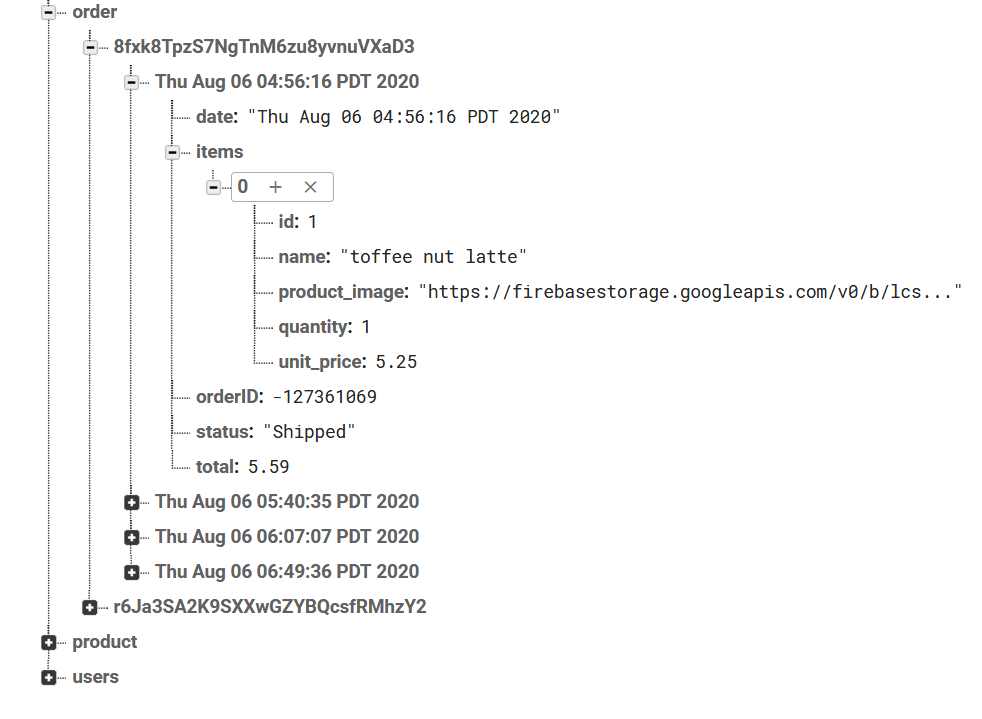 order
8fxk8TpzS7NgTnM6zu8yvnuVXaD3
Thu Aug 06 04:56:16 PDT 2020
date: "Thu Aug 06 04:56:16 PDT 2020"
items
0
id: 1
name: "toffee nut latte"
product_image: "https://firebasestorage.googleapis.com/v0/b/lcs..."
quantity: 1
unit_price: 5.25
orderID: -127361069
status: "Shipped"
total: 5.59
Thu Aug 06 05:40:35 PDT 2020
Thu Aug 06 06:07:07 PDT 2020
Thu Aug 06 06:49:36 PDT 2020
r6Ja3SA2K9SXXwGZYBQcsfRMhzY2
product
users